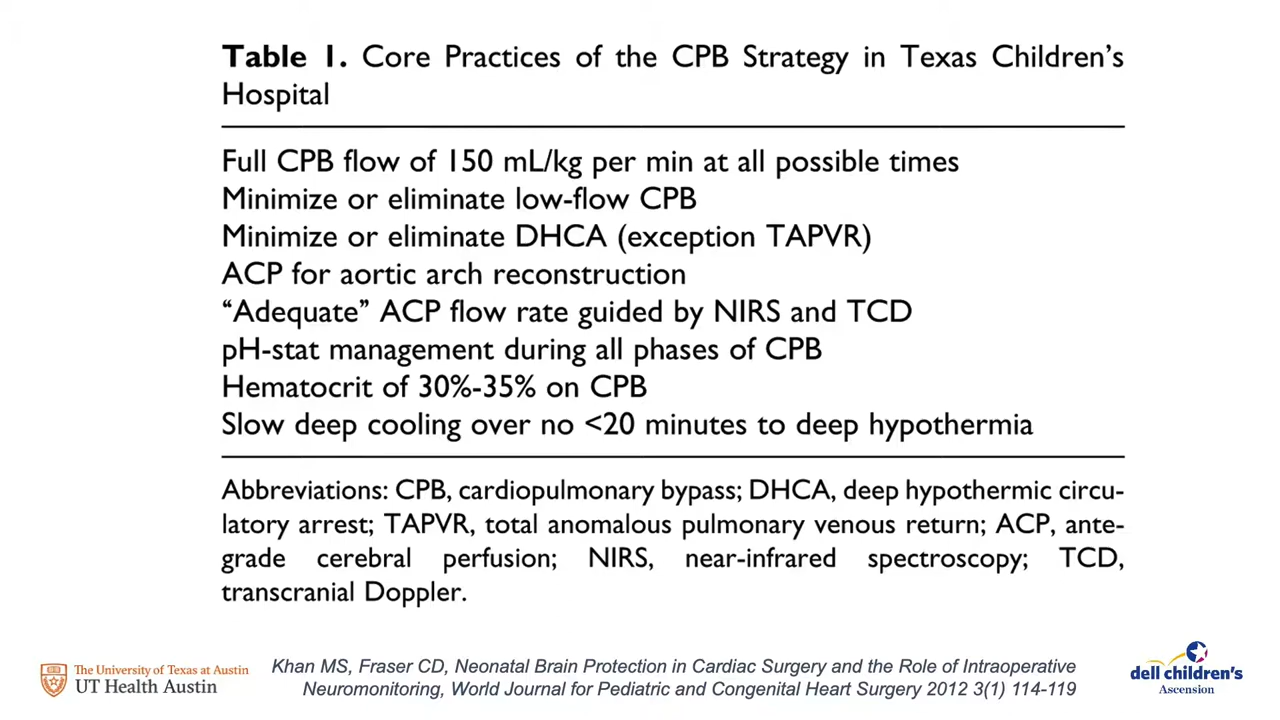 Table 1. Core Practices of the CPB Strategy in Texas Children's
Hospital
Full CPB flow of 150 mL/kg per min at all possible times
Minimize or eliminate low-flow CPB
Minimize or eliminate DHCA (exception TAPVR)
ACP for aortic arch reconstruction
“Adequate” ACP flow rate guided by NIRS and TCD
pH-stat management during all phases of CPB
Hematocrit of 30%-35% on CPB
Slow deep cooling over no <20 minutes to deep hypothermia
Abbreviations: CPB, cardiopulmonary bypass; DHCA, deep hypothermic circu-
latory arrest; TAPVR, total anomalous pulmonary venous return; ACP, ante-
grade cerebral perfusion; NIRS, near-infrared spectroscopy; TCD,
transcranial Doppler.
The University of Texas at Austin
UT Health Austin
Khan MS, Fraser CD, Neonatal Brain Protection in Cardiac Surgery and the Role of Intraoperative
Neuromonitoring, World Journal for Pediatric and Congenital Heart Surgery 2012 3(1) 114-119
dell children's
Ascension